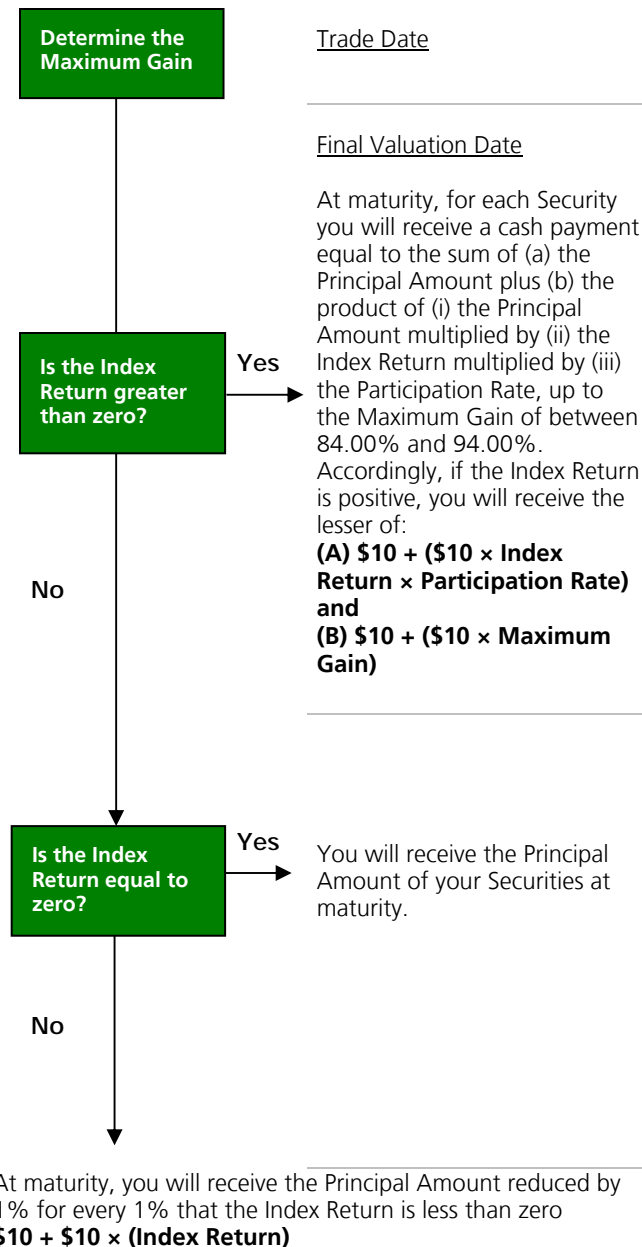 Determine the
Maximum Gain
Trade Date
Final Valuation Date
At maturity, for each Security
you will receive a cash payment
equal to the sum of (a) the
Principal Amount plus (b) the
product of (i) the Principal
Amount multiplied by (ii) the
Index Return multiplied by (iii)
the Participation Rate, up to
the Maximum Gain of between
84.00% and 94.00%.
Accordingly, if the Index Return
is positive, you will receive the
lesser of:
(A) $10 + ($10 × Index
Return × Participation Rate)
and
(B) $10 + ($10 × Maximum
Gain)
Is the Index
Return greater
than zero?
Yes
No
Is the Index
Return equal to
zero?
Yes
You will receive the Principal
Amount of your Securities at
maturity.
No
At maturity, you will receive the Principal Amount reduced by
1% for every 1% that the Index Return is less than zero
$10 + $10 × (Index Return)